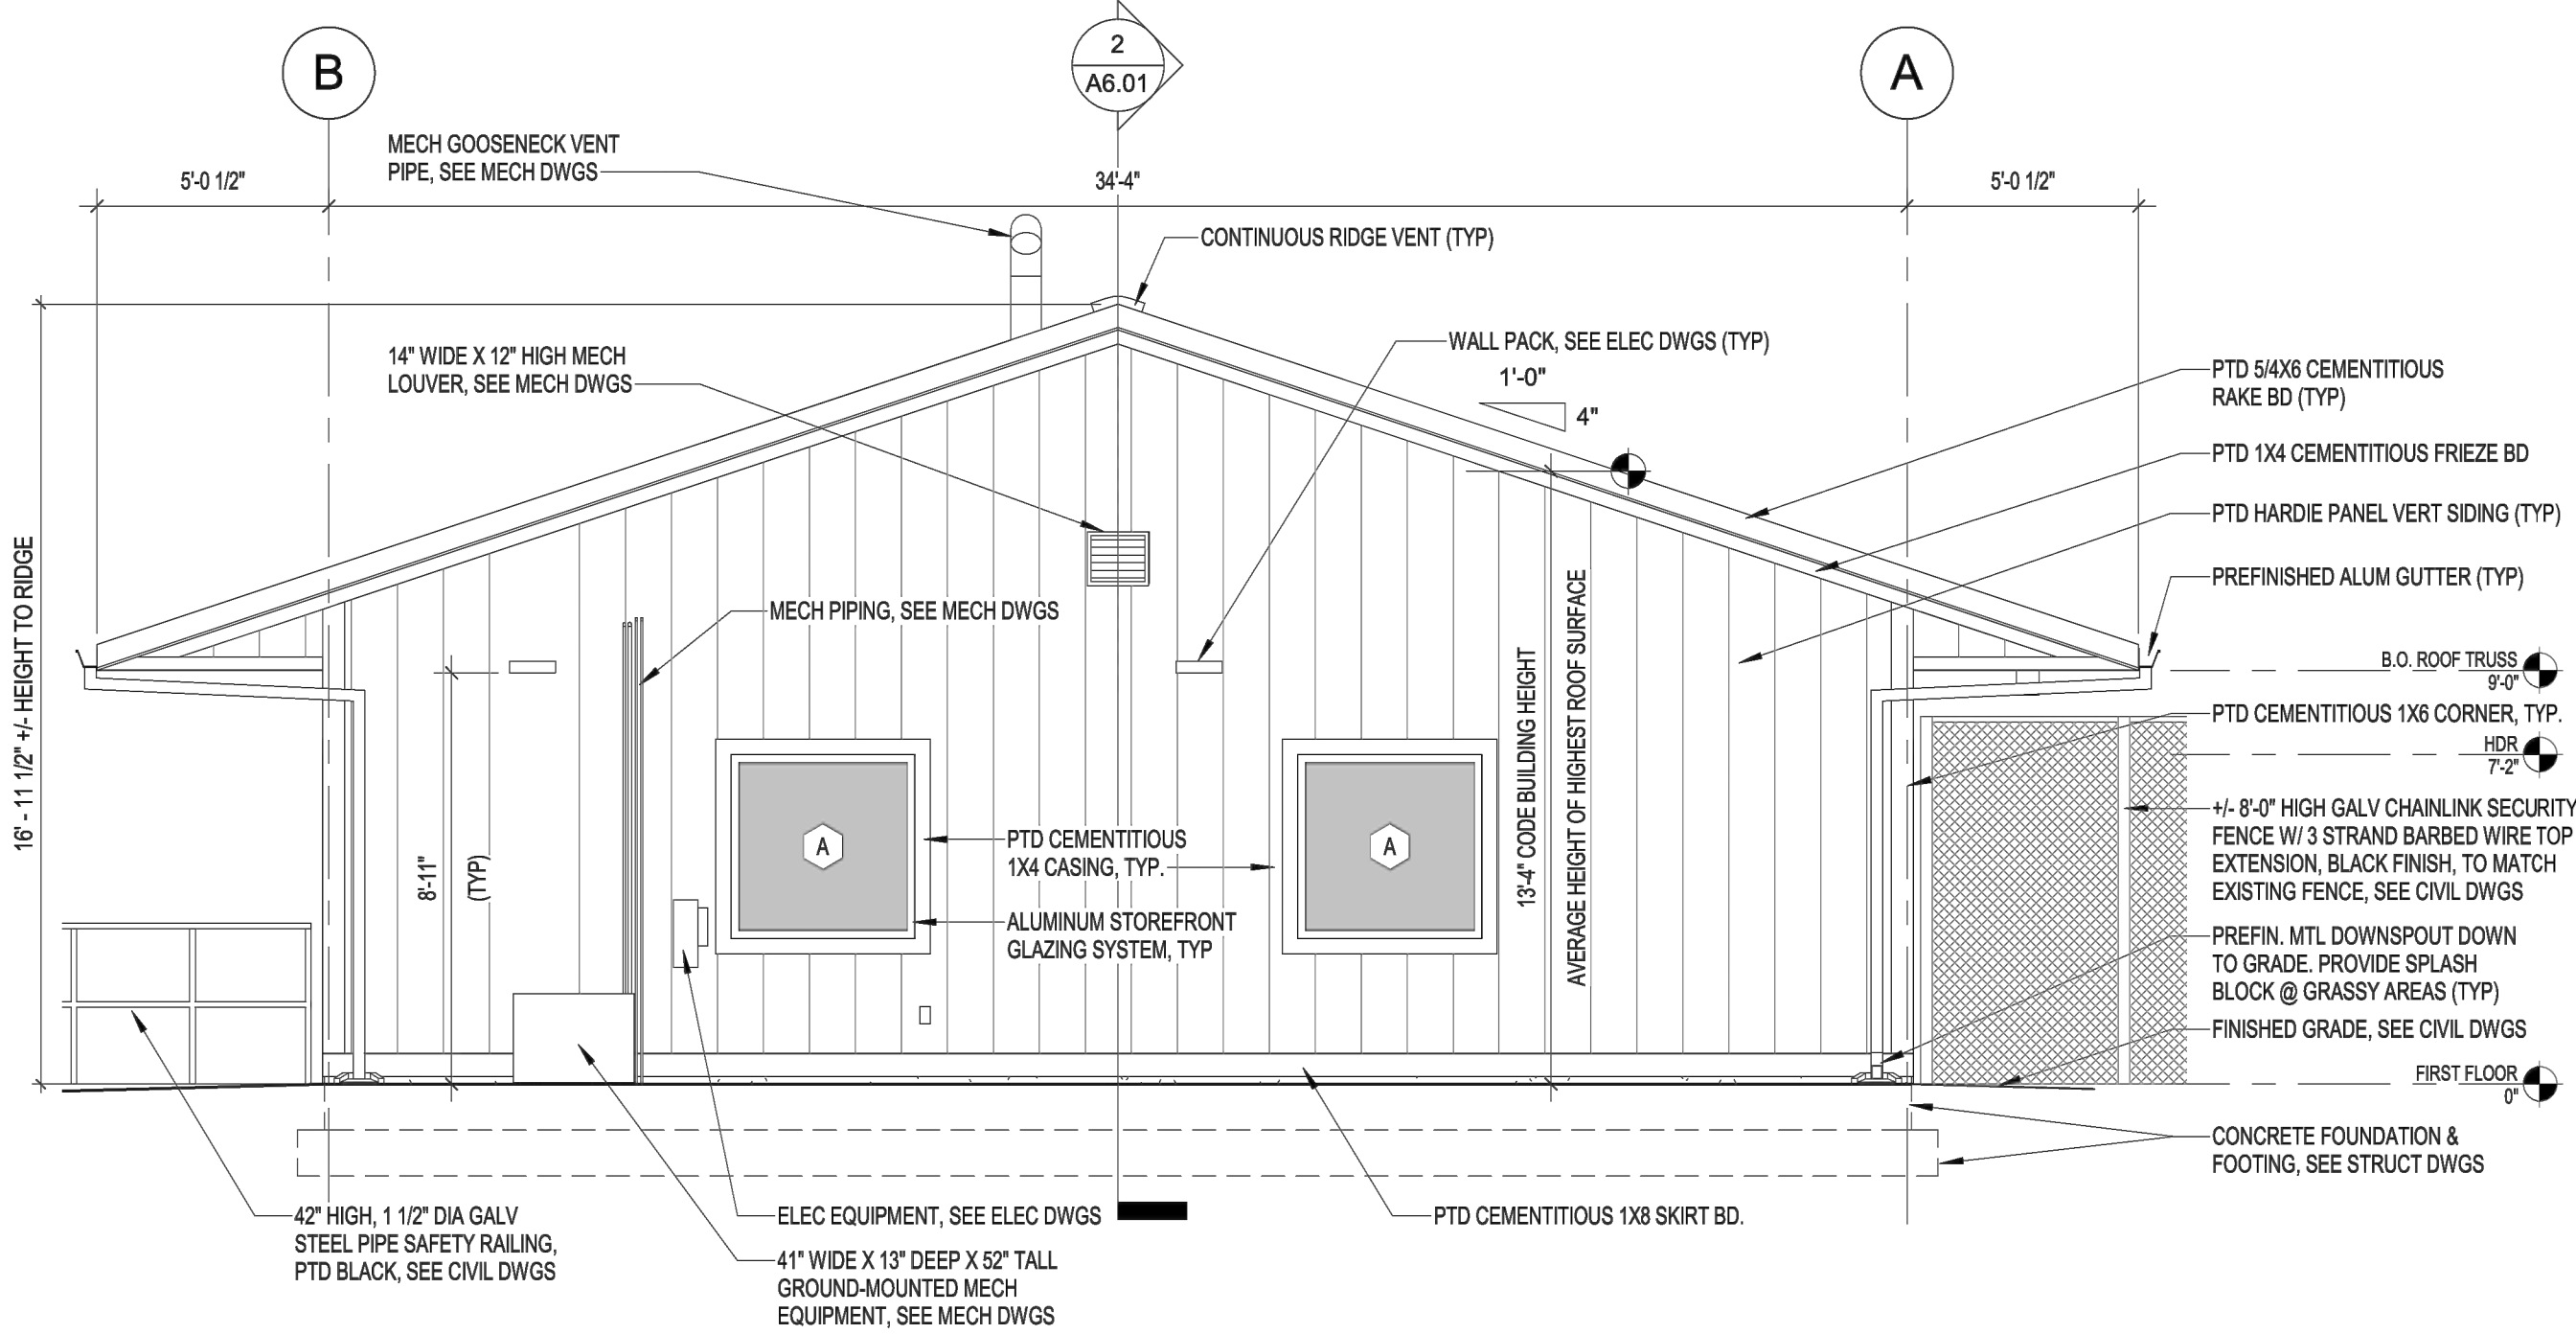 B
2
A6.01
A
MECH GOOSENECK VENT
PIPE, SEE MECH DWGS
5'-0 1/2"
34'-4"
5'-0 1/2"
CONTINUOUS RIDGE VENT (TYP)
14" WIDE X 12" HIGH MECH
LOUVER, SEE MECH DWGS
WALL PACK, SEE ELEC DWGS (TYP)
1'-0"
4"
PTD 5/4X6 CEMENTITIOUS
RAKE BD (TYP)
PTD 1X4 CEMENTITIOUS FRIEZE BD
PTD HARDIE PANEL VERT SIDING (TYP)
PREFINISHED ALUM GUTTER (TYP)
16' - 11 1/2" +/- HEIGHT TO RIDGE
MECH PIPING, SEE MECH DWGS
B.O. ROOF TRUSS
9'-0"
PTD CEMENTITIOUS 1X6 CORNER, TYP.
HDR
7'-2"
8'-11"
(TYP)
A
A
PTD CEMENTITIOUS
1X4 CASING, TYP.
ALUMINUM STOREFRONT
GLAZING SYSTEM, TYP
13'-4" CODE BUILDING HEIGHT
AVERAGE HEIGHT OF HIGHEST ROOF SURFACE
+/- 8'-0" HIGH GALV CHAINLINK SECURITY
FENCE W/ 3 STRAND BARBED WIRE TOP
EXTENSION, BLACK FINISH, TO MATCH
EXISTING FENCE, SEE CIVIL DWGS
PREFIN. MTL DOWNSPOUT DOWN
TO GRADE. PROVIDE SPLASH
BLOCK @ GRASSY AREAS (TYP)
FINISHED GRADE, SEE CIVIL DWGS
FIRST FLOOR
0"
CONCRETE FOUNDATION &
FOOTING, SEE STRUCT DWGS
42" HIGH, 1 1/2" DIA GALV
STEEL PIPE SAFETY RAILING,
PTD BLACK, SEE CIVIL DWGS
ELEC EQUIPMENT, SEE ELEC DWGS
41" WIDE X 13" DEEP X 52" TALL
GROUND-MOUNTED MECH
EQUIPMENT, SEE MECH DWGS
PTD CEMENTITIOUS 1X8 SKIRT BD.